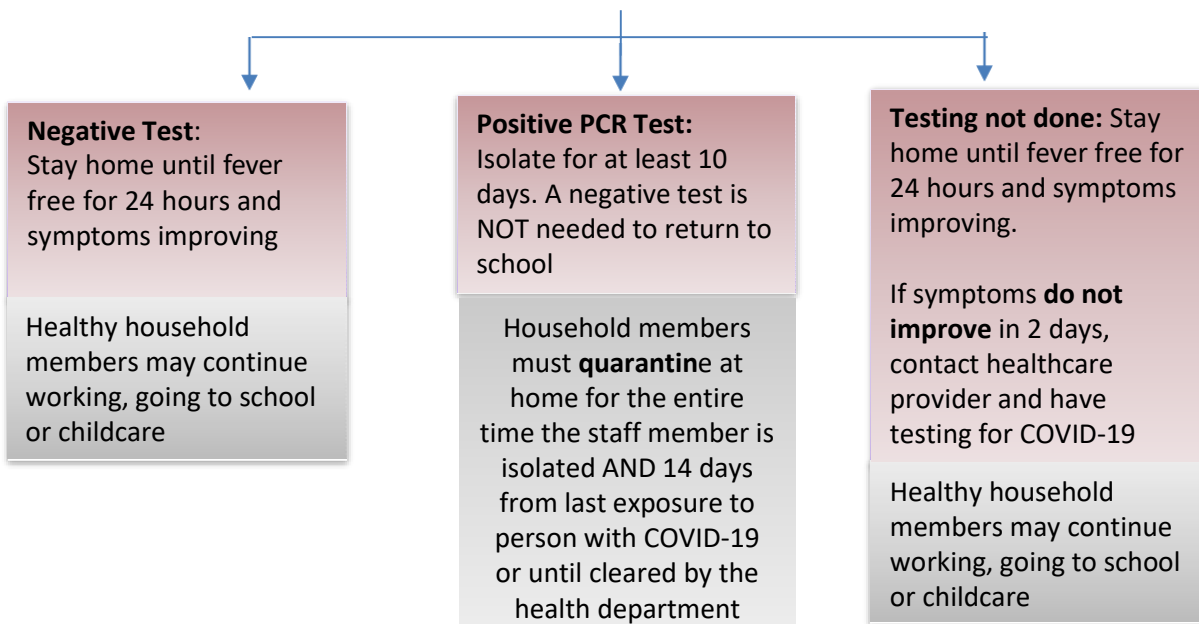 Negative Test:
Stay home until fever
free for 24 hours and
symptoms improving
Healthy household
members may continue
working, going to school
or childcare
Positive PCR Test:
Isolate for at least 10
days. A negative test is
NOT needed to return to
school
Household members
must quarantine at
home for the entire
time the staff member is
isolated AND 14 days
from last exposure to
person with COVID-19
or until cleared by the
health department
Testing not done: Stay
home until fever free for
24 hours and symptoms
improving.
If symptoms do not
improve in 2 days,
contact healthcare
provider and have
testing for COVID-19
Healthy household
members may continue
working, going to school
or childcare